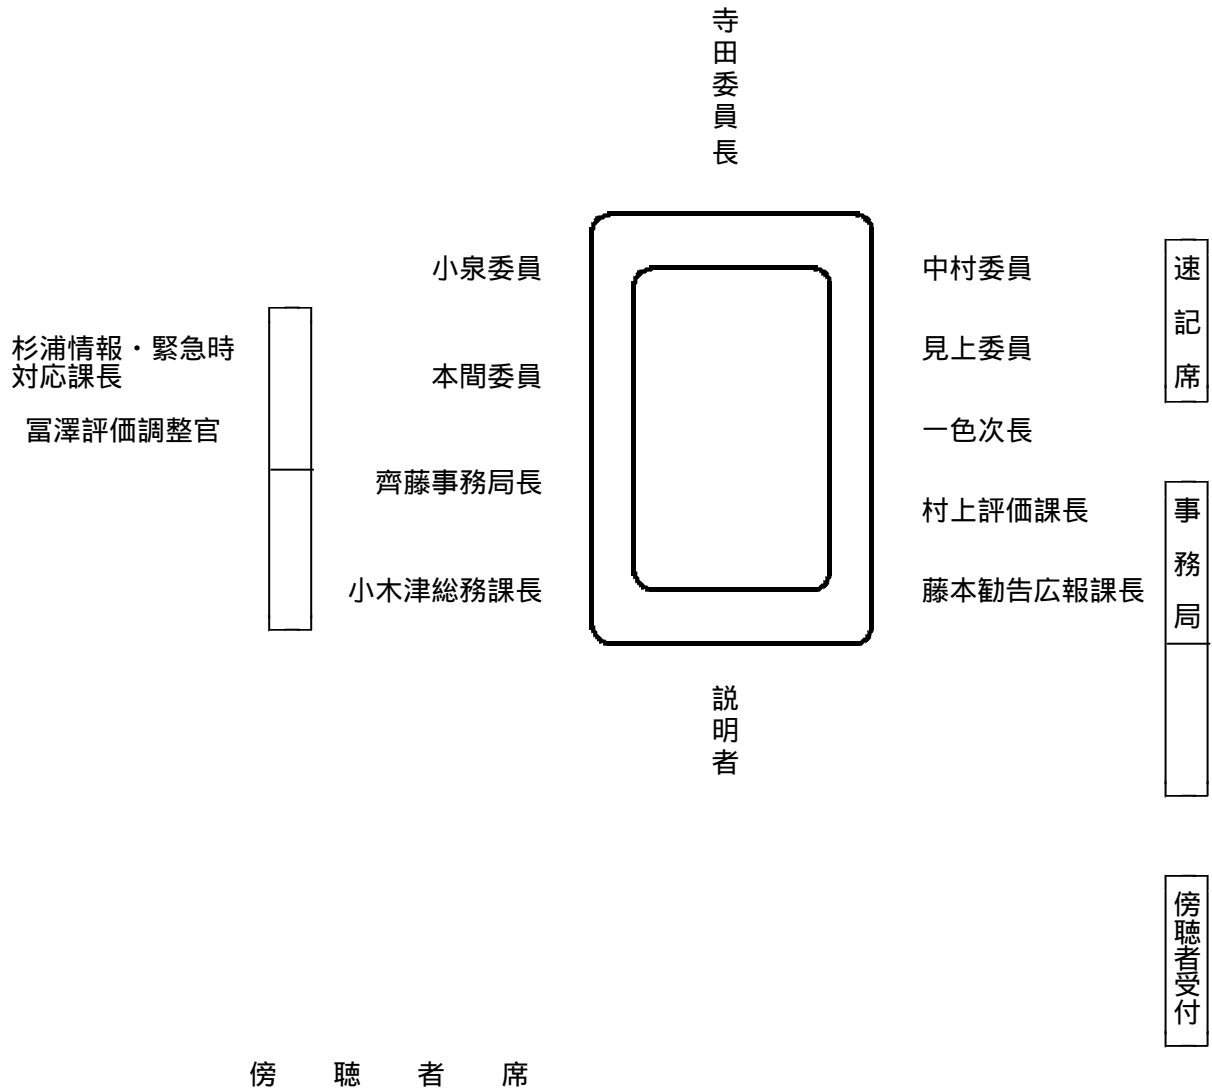 寺田委員長
小泉委員
中村委員
速記席
杉浦情報・緊急時
対応課長
本間委員
見上委員
冨澤評価調整官
一色次長
齊藤事務局長
村上評価課長
事務局
小木津総務課長
藤本勧告広報課長
説明者
傍聴者受付
傍聴者席